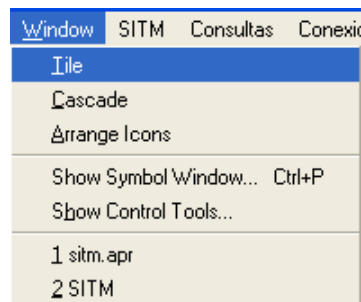 Window SITM Consultas Conexio
Tile
Cascade
Arrange Icons
Show Symbol Window... Ctrl+P
Show Control Tools...
1 sitm.apr
2 SITM